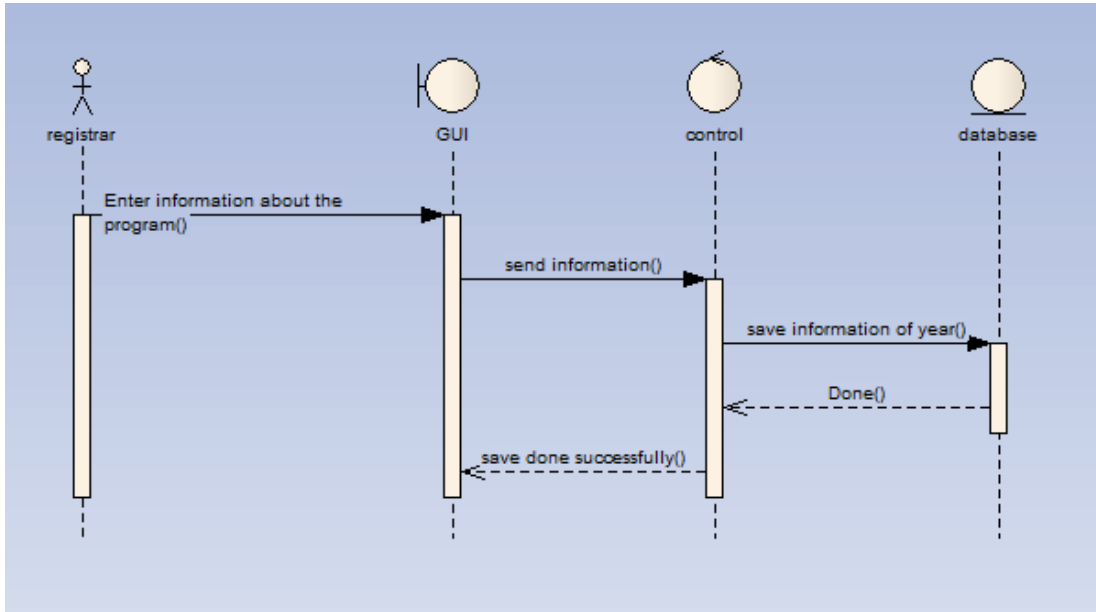 registrar
GUI
control
database
Enter information about the
program()
send information()
save information of year()
Done()
save done successfully()